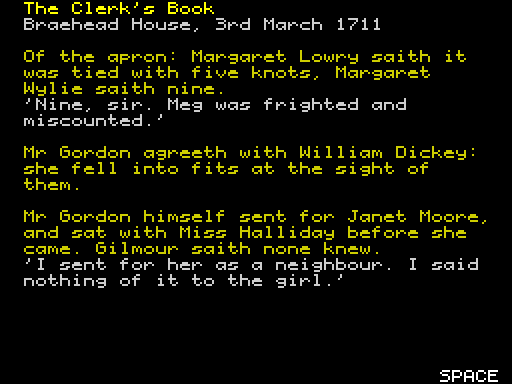 The Clerk's Book
Braehead House, 3rd March 1711
Of the apron: Margaret Lowry saith it
was tied with five knots, Margaret
Wylie saith nine.
'Nine, sir. Meg was frighted and
miscounted.'
Mr Gordon agreeth with William Dickey:
she fell into fits at the sight of
them.
Mr Gordon himself sent for Janet Moore,
and sat with Miss Halliday before she
came. Gilmour saith none knew.
'I sent for her as a neighbour. I said
nothing of it to the girl.'
SPACE